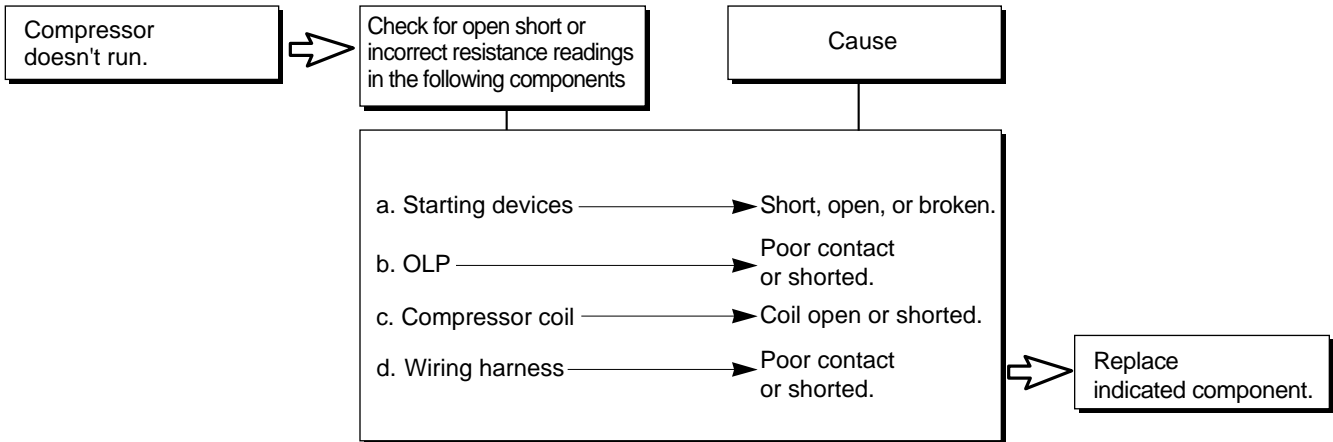 Compressor
doesn't run.
Check for open short or
incorrect resistance readings
in the following components
Cause
a. Starting devices
Short, open, or broken.
b. OLP
Poor contact
or shorted.
c. Compressor coil
Coil open or shorted.
d. Wiring harness
Poor contact
or shorted.
Replace
indicated component.